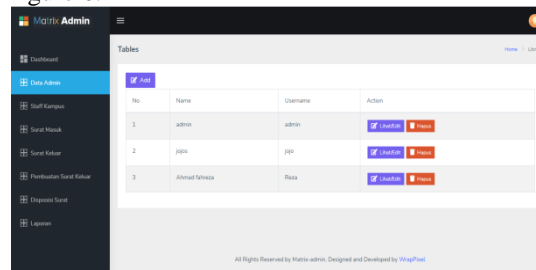 Matrix Admin
Tables
Home
Dashboard
Data Admin
Add
No Name Username Action
Staff Kampus
1 admin admin Lihat/Edit Hapus
Surat Masuk
Surat Keluar
2 jojos jojo Lihat/Edit Hapus
Pembuatan Surat Keluar
3 Ahmad fahreza Reza Lihat/Edit Hapus
Disposisi Surat
Laporan
All Rights Reserved by Matrix-admin. Designed and Developed by WrapPixel.